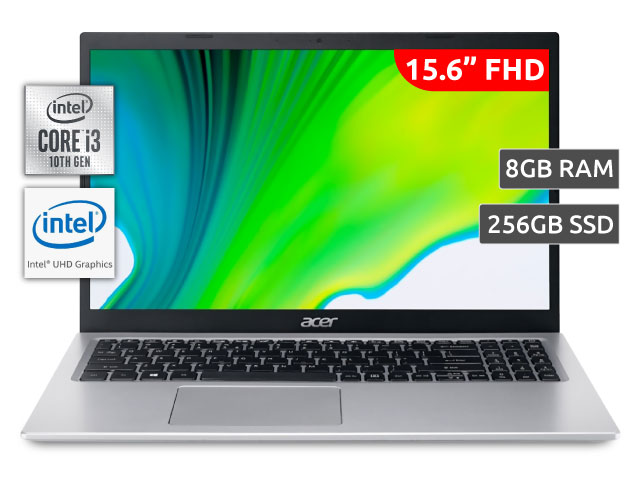 15.6” FHD
intel
CORE i3
10TH GEN
8GB RAM
intel
256GB SSD
Intel® UHD Graphics
acer